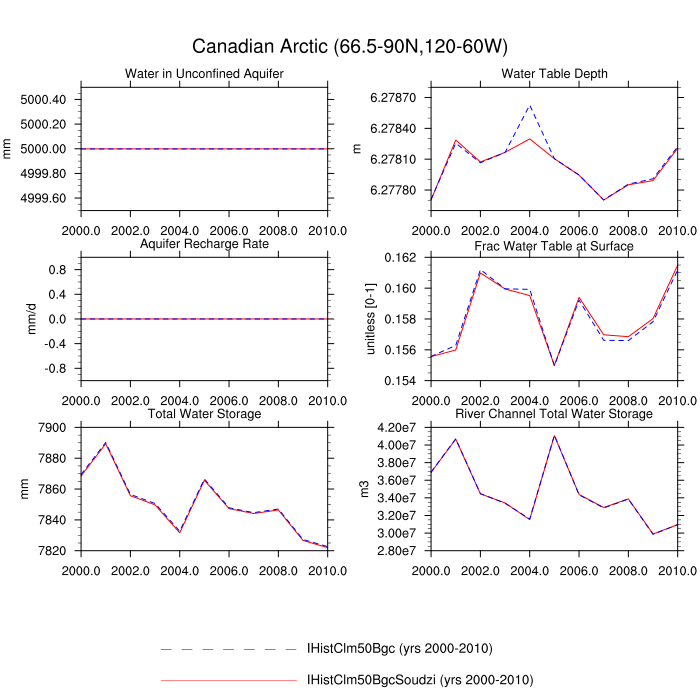 Canadian Arctic (66.5-90N,120-60W)
Water in Unconfined Aquifer
mm
5000.40
5000.20
5000.00
4999.80
4999.60
2000.0 2002.0 2004.0 2006.0 2008.0 2010.0
Water Table Depth
m
6.27870
6.27840
6.27810
6.27780
2000.0 2002.0 2004.0 2006.0 2008.0 2010.0
Aquifer Recharge Rate
mm/d
0.8
0.4
0.0
-0.4
-0.8
2000.0 2002.0 2004.0 2006.0 2008.0 2010.0
Frac Water Table at Surface
unitless [0-1]
0.162
0.160
0.158
0.156
0.154
2000.0 2002.0 2004.0 2006.0 2008.0 2010.0
Total Water Storage
mm
7900
7880
7860
7840
7820
2000.0 2002.0 2004.0 2006.0 2008.0 2010.0
River Channel Total Water Storage
m3
4.20e7
4.00e7
3.80e7
3.60e7
3.40e7
3.20e7
3.00e7
2.80e7
2000.0 2002.0 2004.0 2006.0 2008.0 2010.0
IHistClm50Bgc (yrs 2000-2010)
IHistClm50BgcSoudzi (yrs 2000-2010)